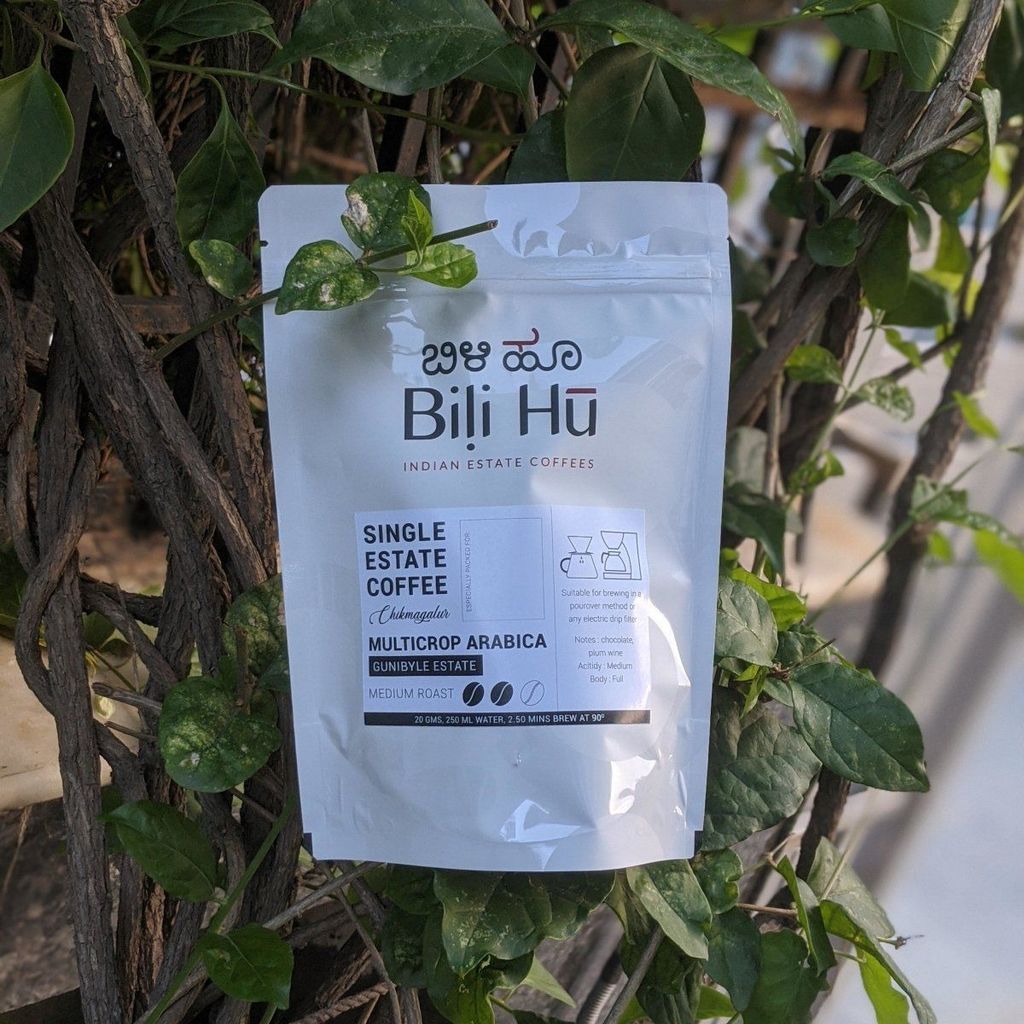 ಬಿಳಿ ಹೂ
Biḷi Hū
INDIAN ESTATE COFFEES
SINGLE
ESTATE
COFFEE
Chikmagalur
ESPECIALLY PACKED FOR:
MULTICROP ARABICA
GUNIBYLE ESTATE
MEDIUM ROAST
Suitable for brewing in a
pourover method or
any electric drip filter
Notes : chocolate,
plum wine
Acitidy : Medium
Body : Full
20 GMS, 250 ML WATER, 2.50 MINS BREW AT 90º